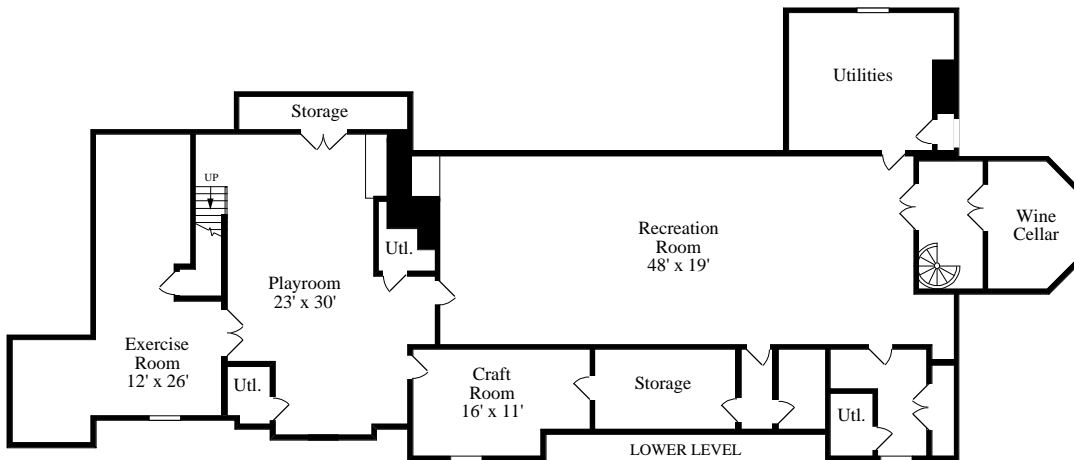 Utilities
Storage
UP
Wine
Cellar
Recreation
Room
48' x 19'
Utl.
Playroom
23' x 30'
Exercise
Room
12' x 26'
Utl.
Craft
Room
16' x 11'
Storage
Utl.
LOWER LEVEL